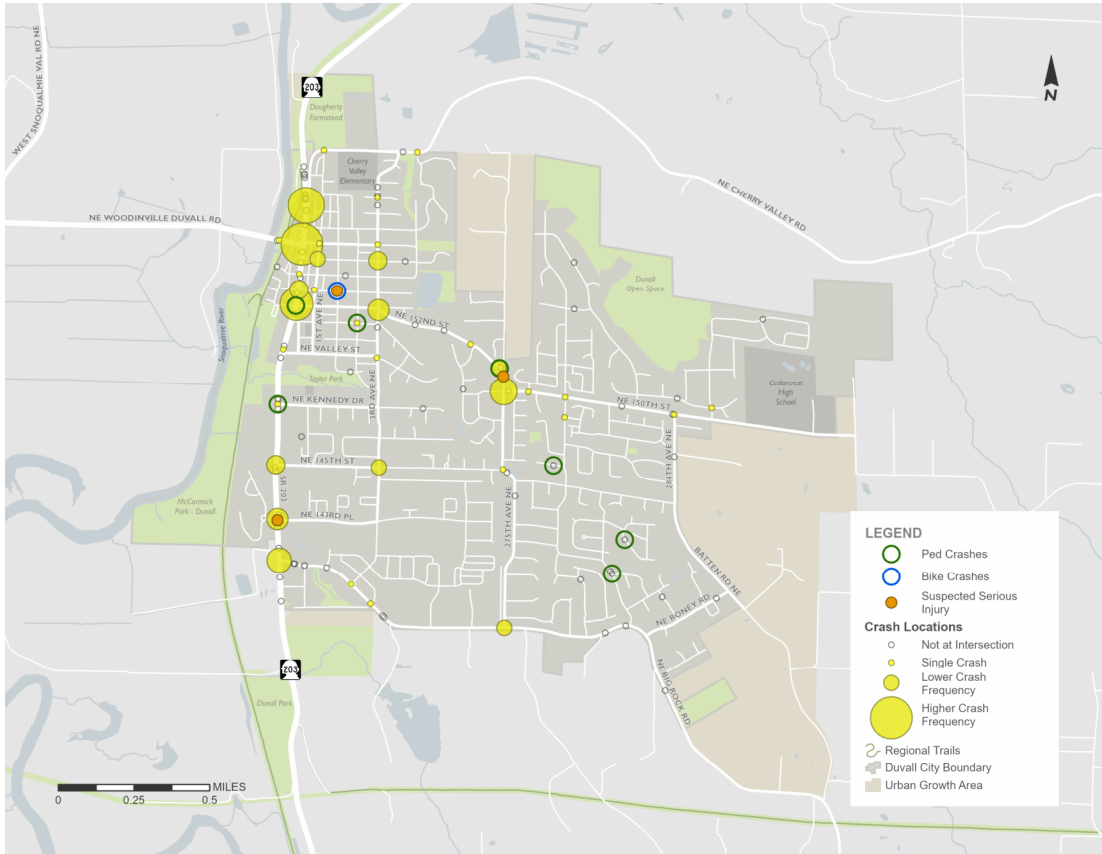 WEST SNOQUALMIE VAL RD NE
203
Dougherty
Farmstead
N
Cherry
Valley
Elementary
NE CHERRY VALLEY RD
NE WOODINVILLE DUVALL RD
Duvall
Open Space
Snoqualmie River
1ST AVE NE
NE 152ND ST
NE VALLEY ST
Taylor Park
3RD AVE NE
NE KENNEDY DR
NE 150TH ST
Cedarcrest
High
School
NE 145TH ST
284TH AVE NE
SR 203
McCormick
Park - Duvall
NE 143RD PL
275TH AVE NE
BATTEN RD NE
NE BONEY RD
NE BIG ROCK RD
203
Duvall Park
MILES
0
0.25
0.5
LEGEND
Ped Crashes
Bike Crashes
Suspected Serious
Injury
Crash Locations
Not at Intersection
Single Crash
Lower Crash
Frequency
Higher Crash
Frequency
Regional Trails
Duvall City Boundary
Urban Growth Area